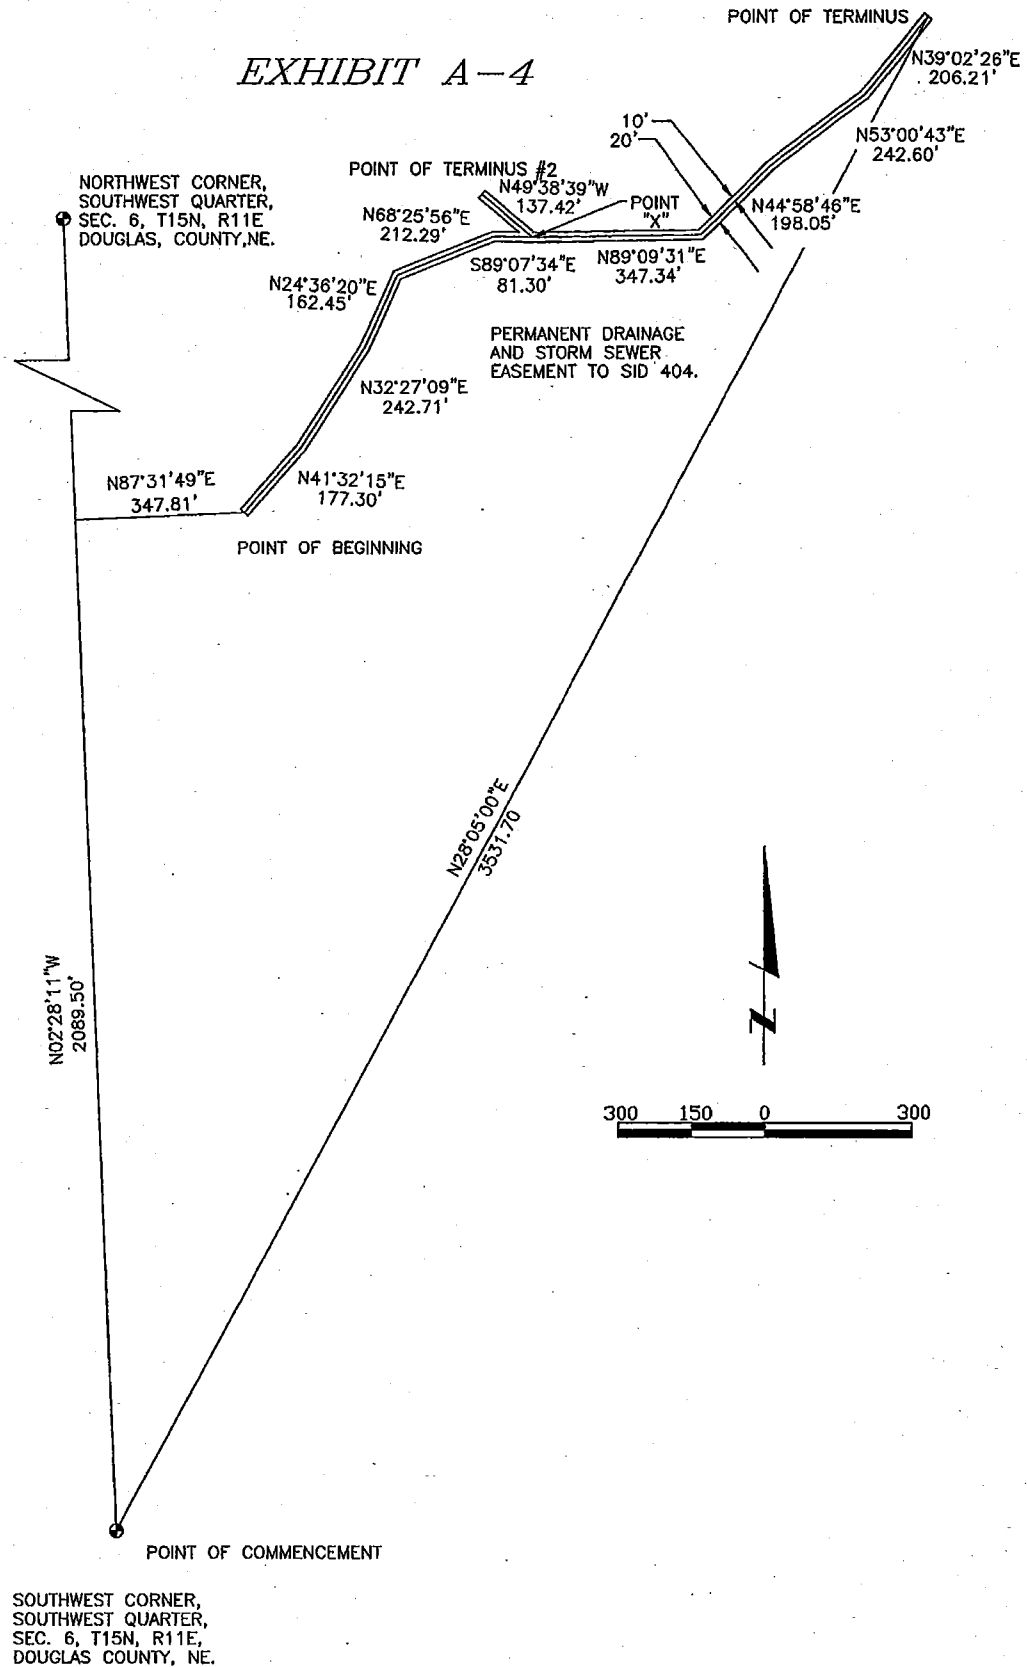 POINT OF TERMINUS
EXHIBIT A-4
N39°02'26"E
206.21'
10'
20'
N53°00'43"E
242.60'
POINT OF TERMINUS #2
NORTHWEST CORNER,
SOUTHWEST QUARTER,
SEC. 6, T15N, R11E
DOUGLAS, COUNTY,NE.
N49°38'39"W
137.42'
POINT
"X"
N44°58'46"E
198.05'
N68°25'56"E
212.29'
S89°07'34"E
81.30'
N89°09'31"E
347.34'
N24°36'20"E
162.45'
PERMANENT DRAINAGE
AND STORM SEWER
EASEMENT TO SID 404.
N32°27'09"E
242.71'
N87°31'49"E
347.81'
N41°32'15"E
177.30'
POINT OF BEGINNING
N28°05'00"E
3531.70
N02°28'11"W
2089.50'
N
300 150 0 300
POINT OF COMMENCEMENT
SOUTHWEST CORNER,
SOUTHWEST QUARTER,
SEC. 6, T15N, R11E,
DOUGLAS COUNTY, NE.